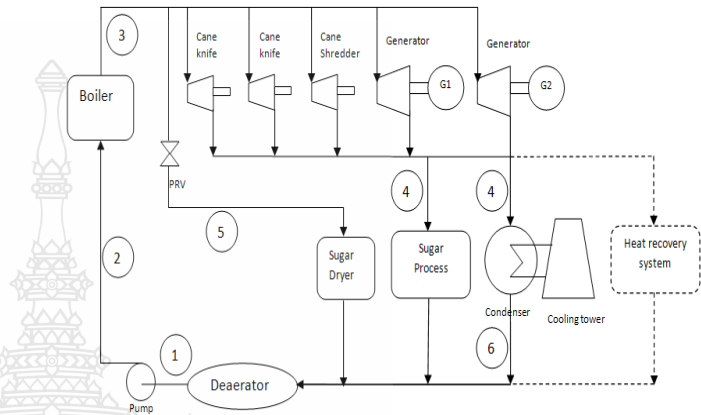 3
Cane
knife
Cane
knife
Cane
Shredder
Generator
Generator
Boiler
G1
G2
PRV
4
4
5
2
Sugar
Dryer
Sugar
Process
Heat recovery
system
Condenser
Cooling tower
1
6
Deaerator
Pump